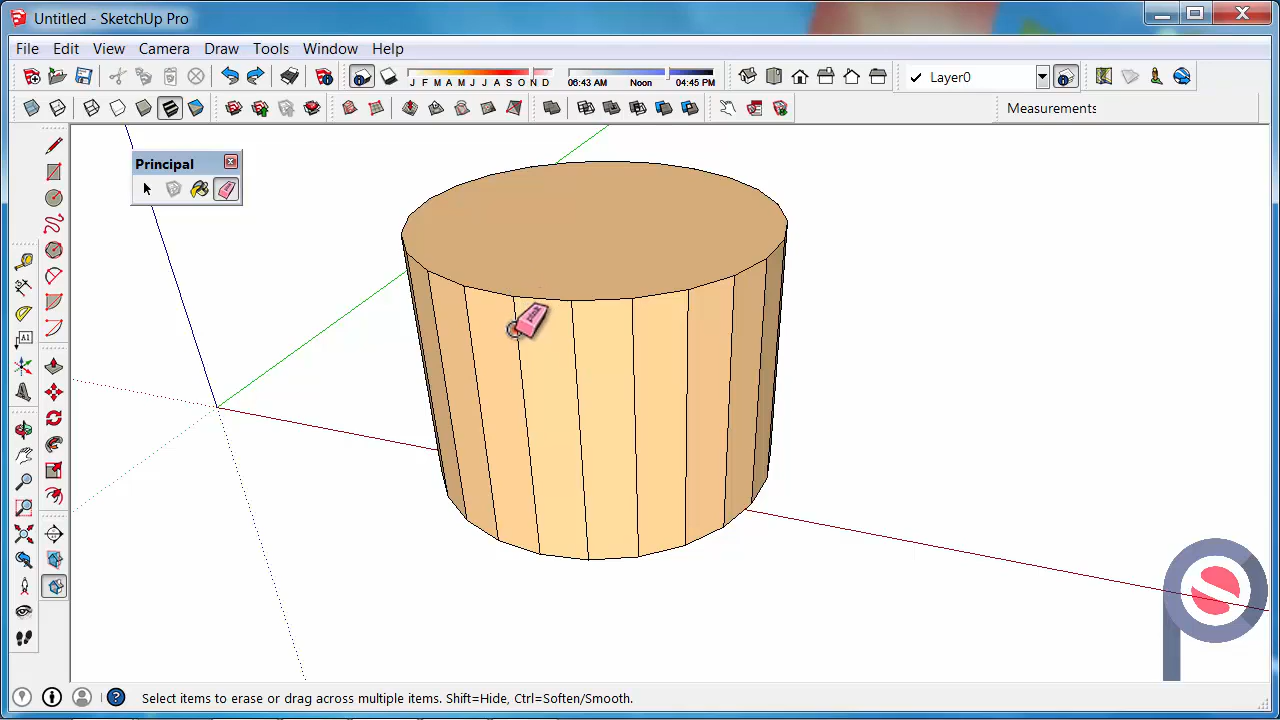 Untitled - SketchUp Pro
File Edit View Camera Draw Tools Window Help
J F M A M J J A S O N D 06:43 AM Noon 04:45 PM Layer0
Measurements
Principal
A1
Select items to erase or drag across multiple items. Shift=Hide, Ctrl=Soften/Smooth.